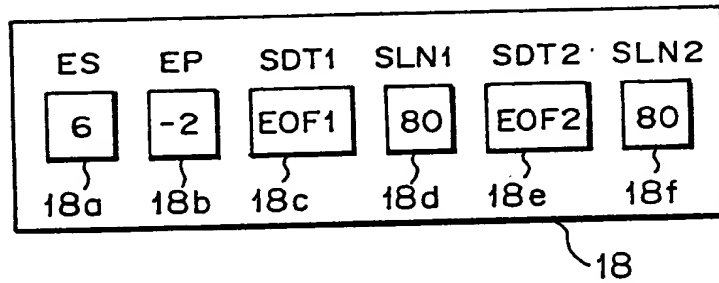 ES EP SDT1 SLN1 SDT2 SLN2
6 -2 EOF1 80 EOF2 80
18a 18b 18c 18d 18e 18f
18